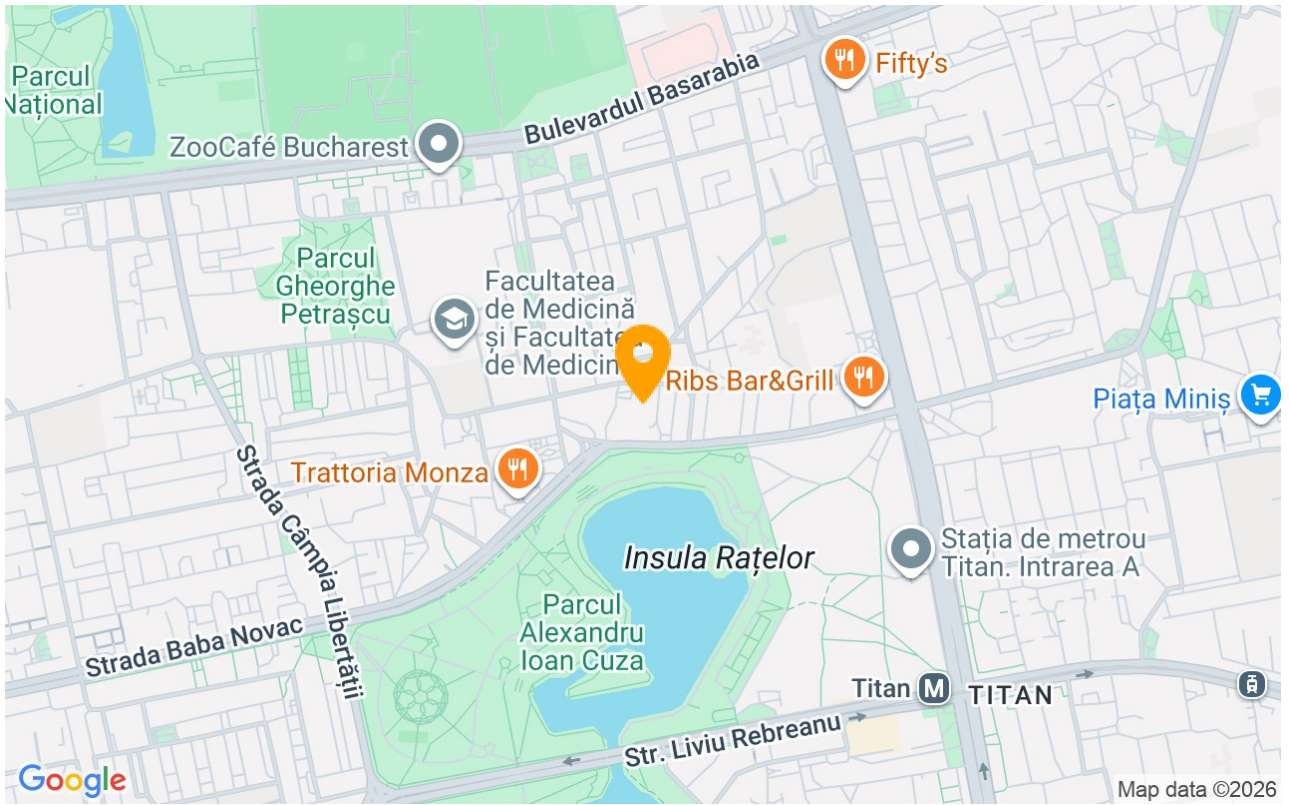 Fifty's
Bulevardul Basarabia
Parcul
Național
ZooCafé Bucharest
Parcul
Gheorghe
Petrașcu
Facultatea
de Medicină
și Facultatea
de Medicin
Ribs Bar&Grill
Piața Miniș
Trattoria Monza
Strada Câmpia Libertății
Insula Rațelor
Stația de metrou
Titan. Intrarea A
Parcul
Alexandru
Ioan Cuza
Strada Baba Novac
Titan M
TITAN
Str. Liviu Rebreanu
Google
Map data ©2026